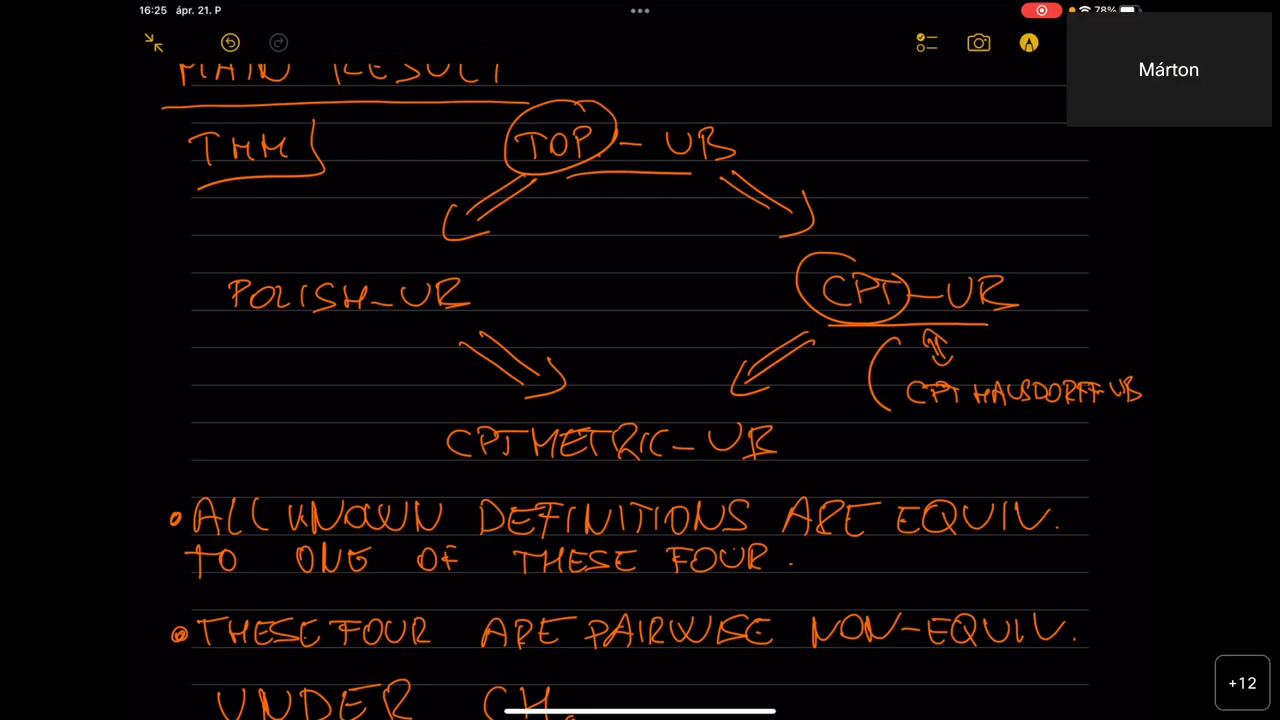 16:25 ápr. 21. P
78%
Márton
MAIN RESULT
THM
TOP-UB
POLISH-UB
CPT-UB
CPT HAUSDORFF-UB
CPTMETRIC-UB
• ALL KNOWN DEFINITIONS ARE EQUIV.
TO ONE OF THESE FOUR.
• THESE FOUR ARE PAIRWISE NON-EQUIV.
UNDER CH.
+12